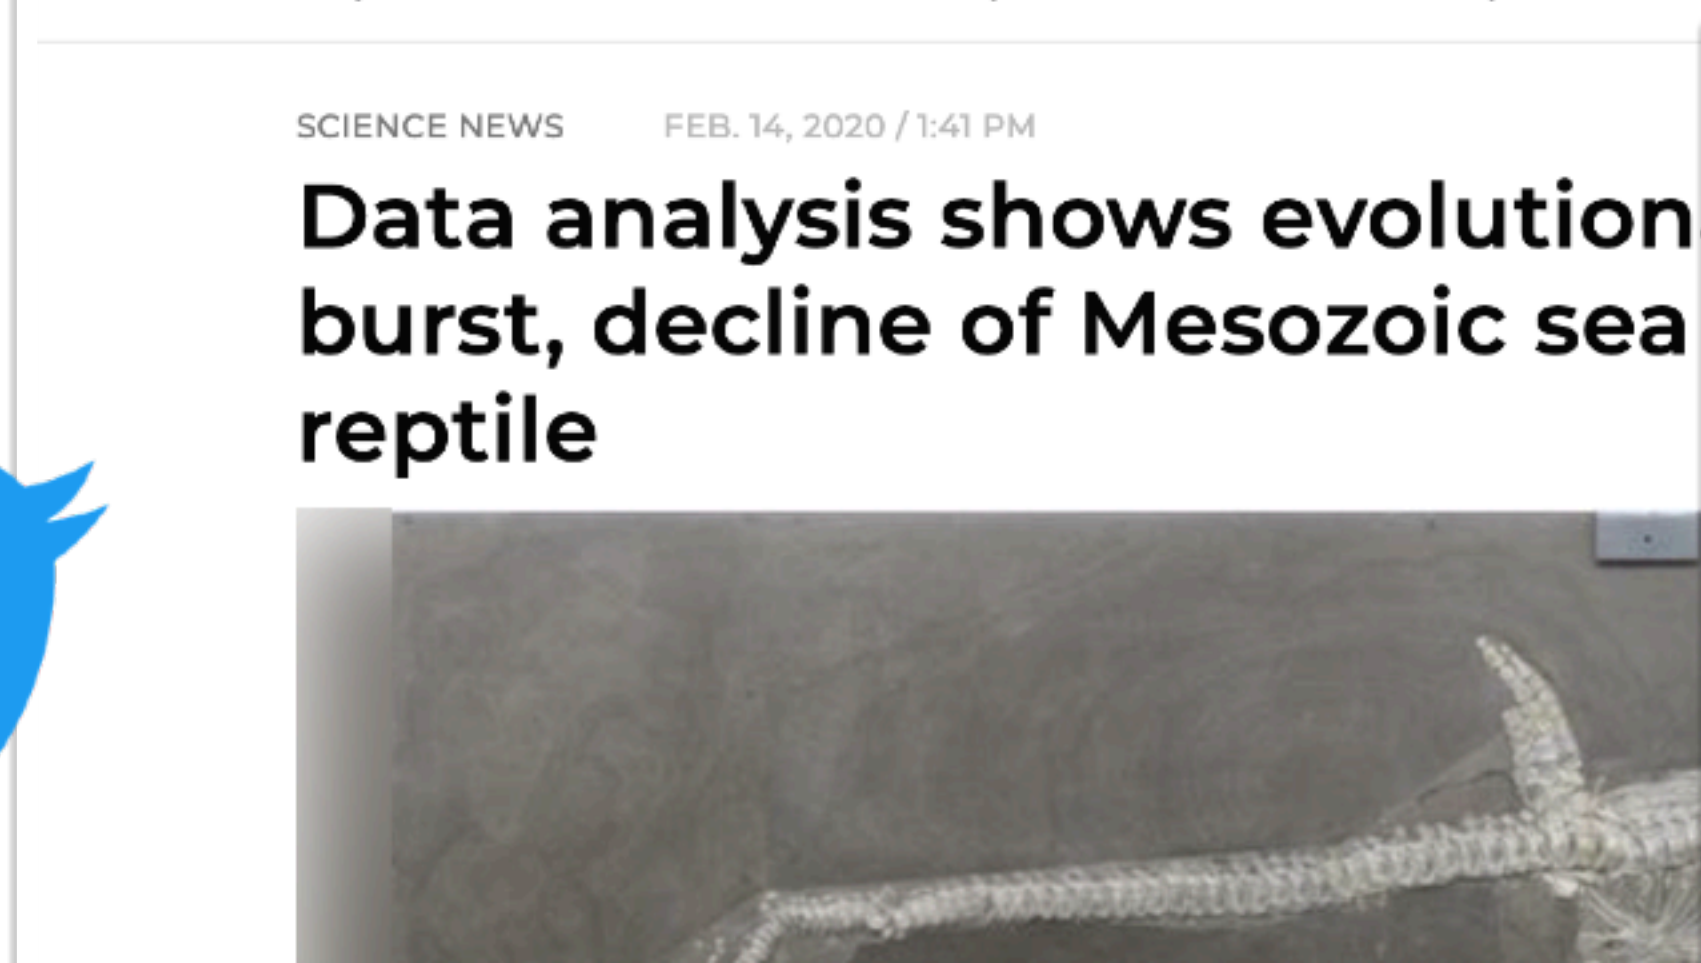 SCIENCE NEWS FEB. 14, 2020 / 1:41 PM
Data analysis shows evolution
burst, decline of Mesozoic sea
reptile